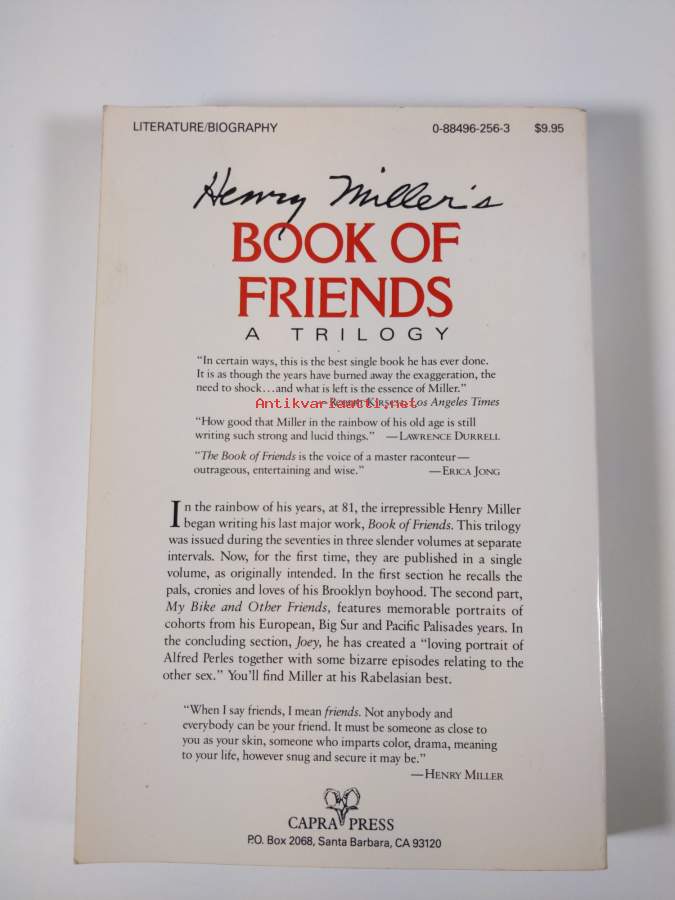 LITERATURE/BIOGRAPHY 0-88496-256-3 $9.95
Henry Miller's
BOOK OF
FRIENDS
A TRILOGY
“In certain ways, this is the best single book he has ever done.
It is as though the years have burned away the exaggeration, the
need to shock…and what is left is the essence of Miller.”
—Robert Kirsch, Los Angeles Times
Antikvariaatti.net
“How good that Miller in the rainbow of his old age is still
writing such strong and lucid things.” —Lawrence Durrell
“The Book of Friends is the voice of a master raconteur—
outrageous, entertaining and wise.” —Erica Jong
In the rainbow of his years, at 81, the irrepressible Henry Miller
began writing his last major work, Book of Friends. This trilogy
was issued during the seventies in three slender volumes at separate
intervals. Now, for the first time, they are published in a single
volume, as originally intended. In the first section he recalls the
pals, cronies and loves of his Brooklyn boyhood. The second part,
My Bike and Other Friends, features memorable portraits of
cohorts from his European, Big Sur and Pacific Palisades years. In
the concluding section, Joey, he has created a “loving portrait of
Alfred Perles together with some bizarre episodes relating to the
other sex.” You'll find Miller at his Rabelasian best.
“When I say friends, I mean friends. Not anybody and
everybody can be your friend. It must be someone as close to
you as your skin, someone who imparts color, drama, meaning
to your life, however snug and secure it may be.”
—Henry Miller
CAPRA PRESS
P.O. Box 2068, Santa Barbara, CA 93120